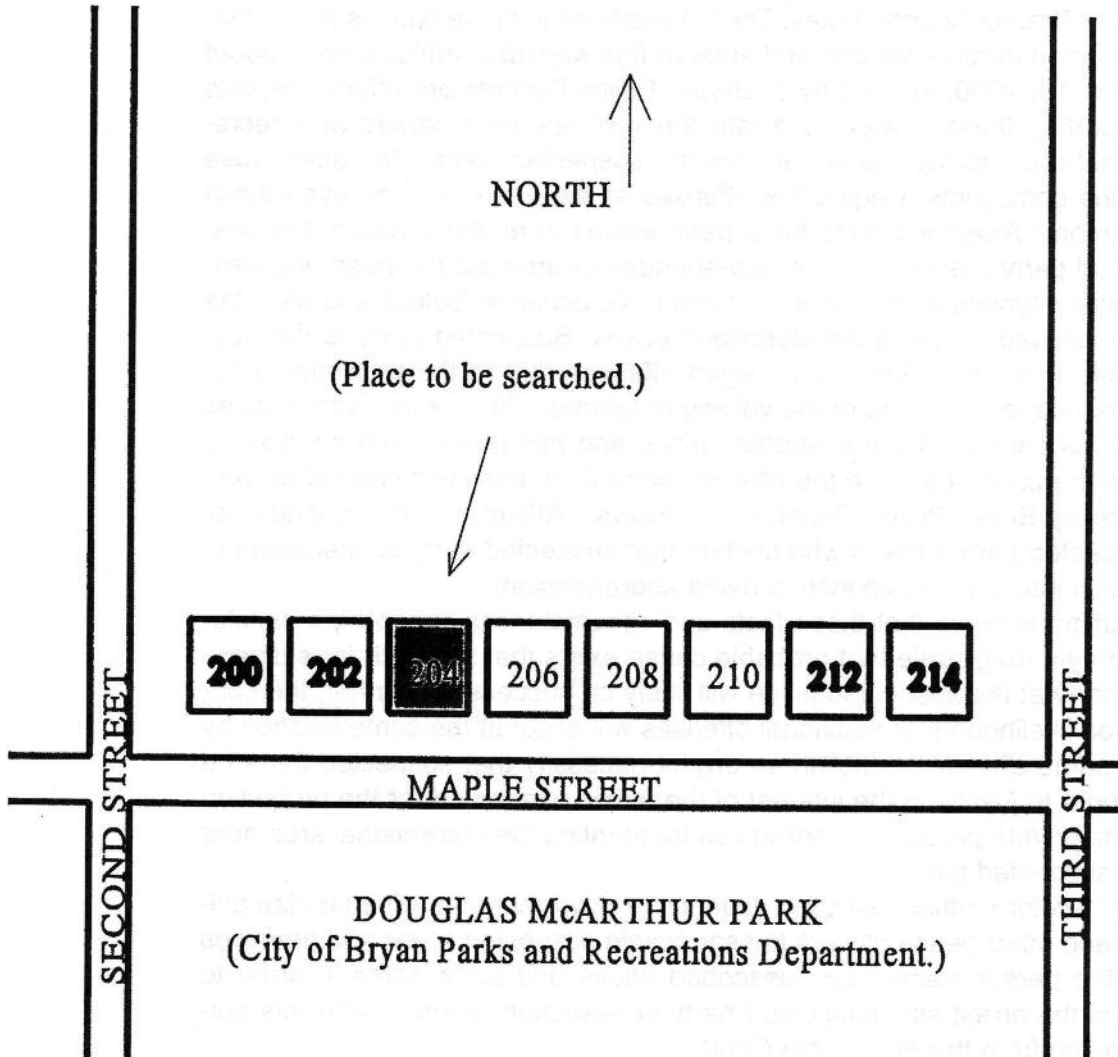 NORTH
(Place to be searched.)
200 202 204 206 208 210 212 214
MAPLE STREET
SECOND STREET
THIRD STREET
DOUGLAS McARTHUR PARK
(City of Bryan Parks and Recreations Department.)